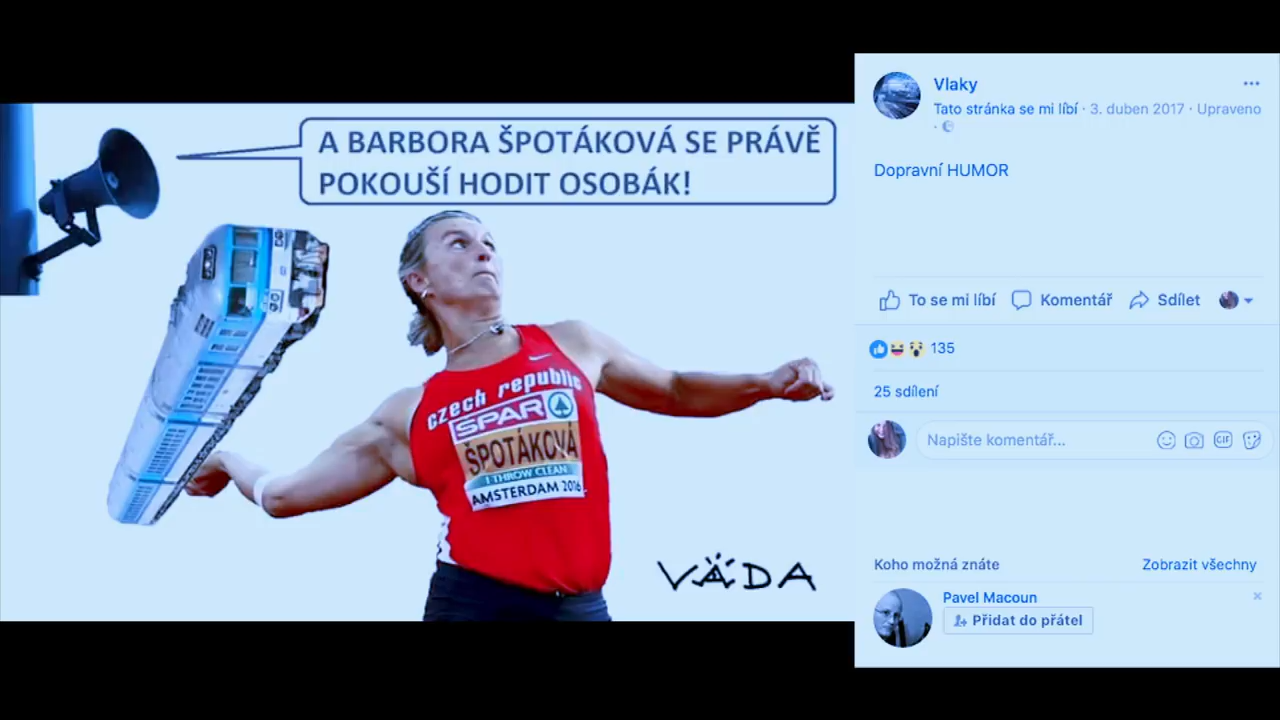 A BARBORA ŠPOTÁKOVÁ SE PRÁVĚ
POKOUŠÍ HODIT OSOBÁK!
czech republic
SPAR
ŠPOTÁKOVÁ
I THROW CLEAN
AMSTERDAM 2016
VÁDA
Vlaky
Tato stránka se mi líbí · 3. duben 2017 · Upraveno
Dopravní HUMOR
To se mi líbí Komentář Sdílet
135
25 sdílení
Napište komentář...
GIF
Koho možná znáte Zobrazit všechny
Pavel Macoun
Přidat do přátel